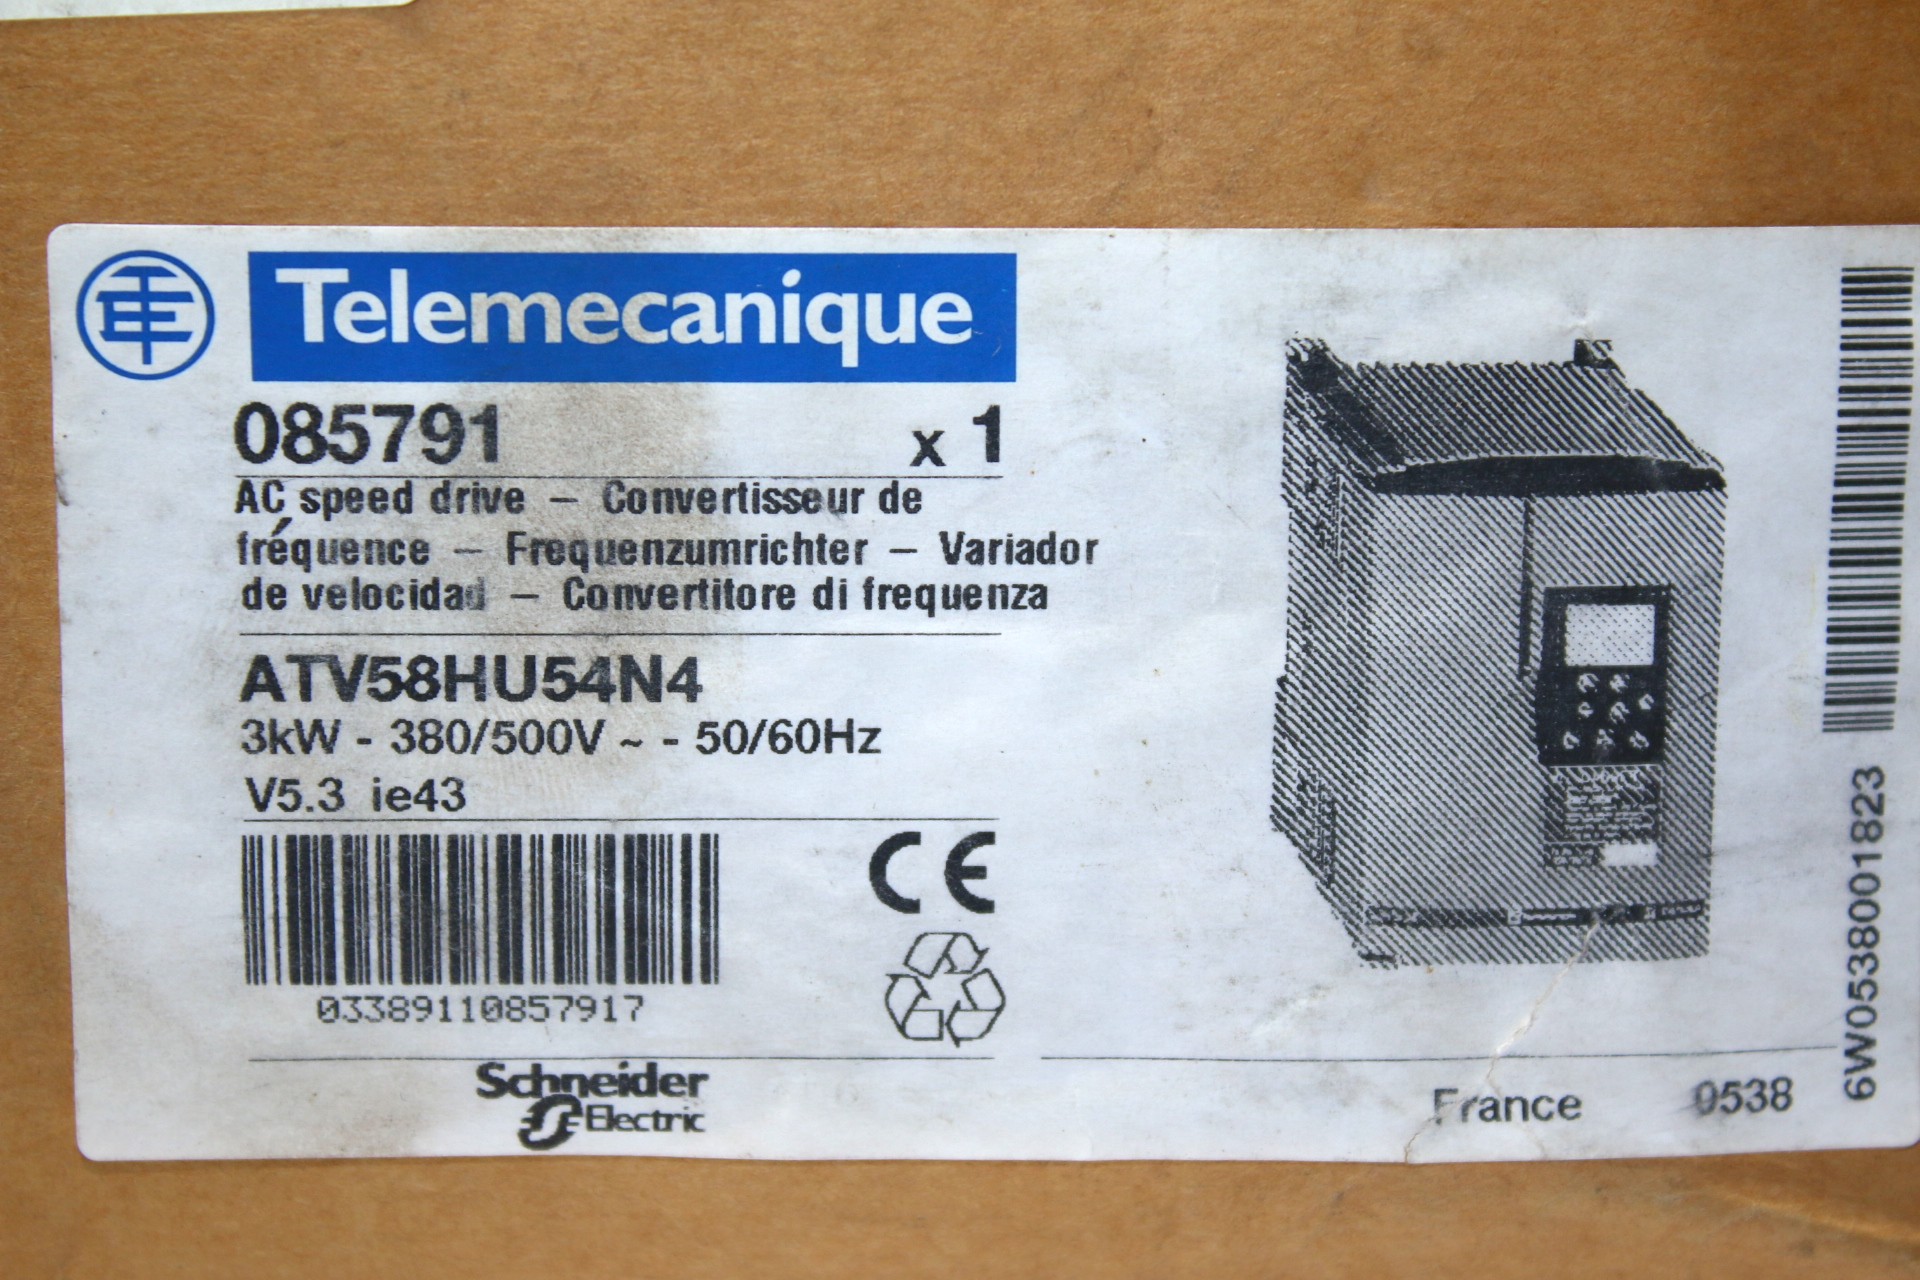 Telemecanique
085791 x 1
AC speed drive – Convertisseur de
fréquence – Frequenzumrichter – Variador
de velocidad – Convertitore di frequenza
ATV58HU54N4
3kW - 380/500V ~ - 50/60Hz
V5.3 ie43
CE
03389110857917
Schneider
Electric
France 0538
6W0538001823